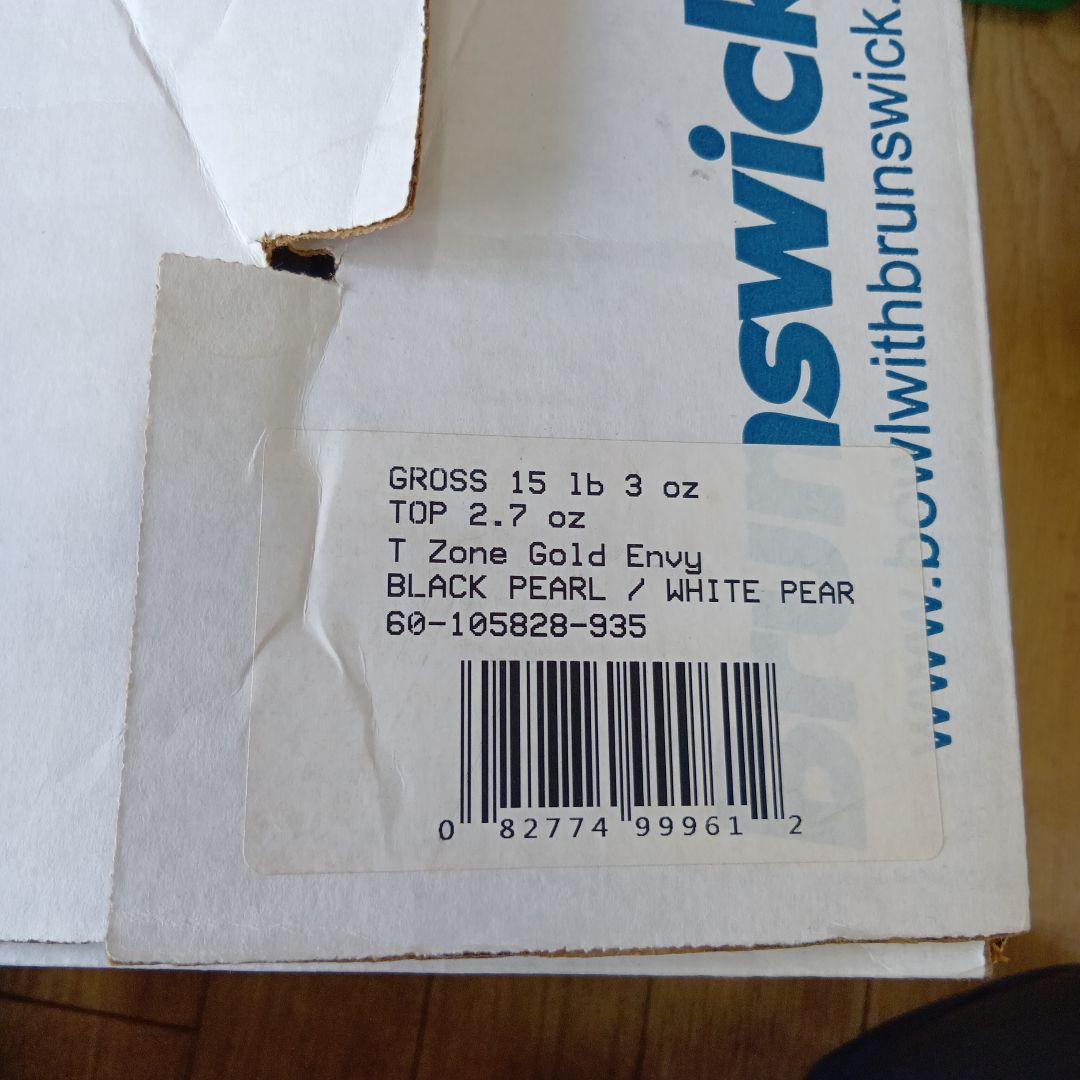 brunswick
www.bowlwithbrunswick.
GROSS 15 lb 3 oz
TOP 2.7 oz
T Zone Gold Envy
BLACK PEARL / WHITE PEAR
60-105828-935
0 82774 99961 2